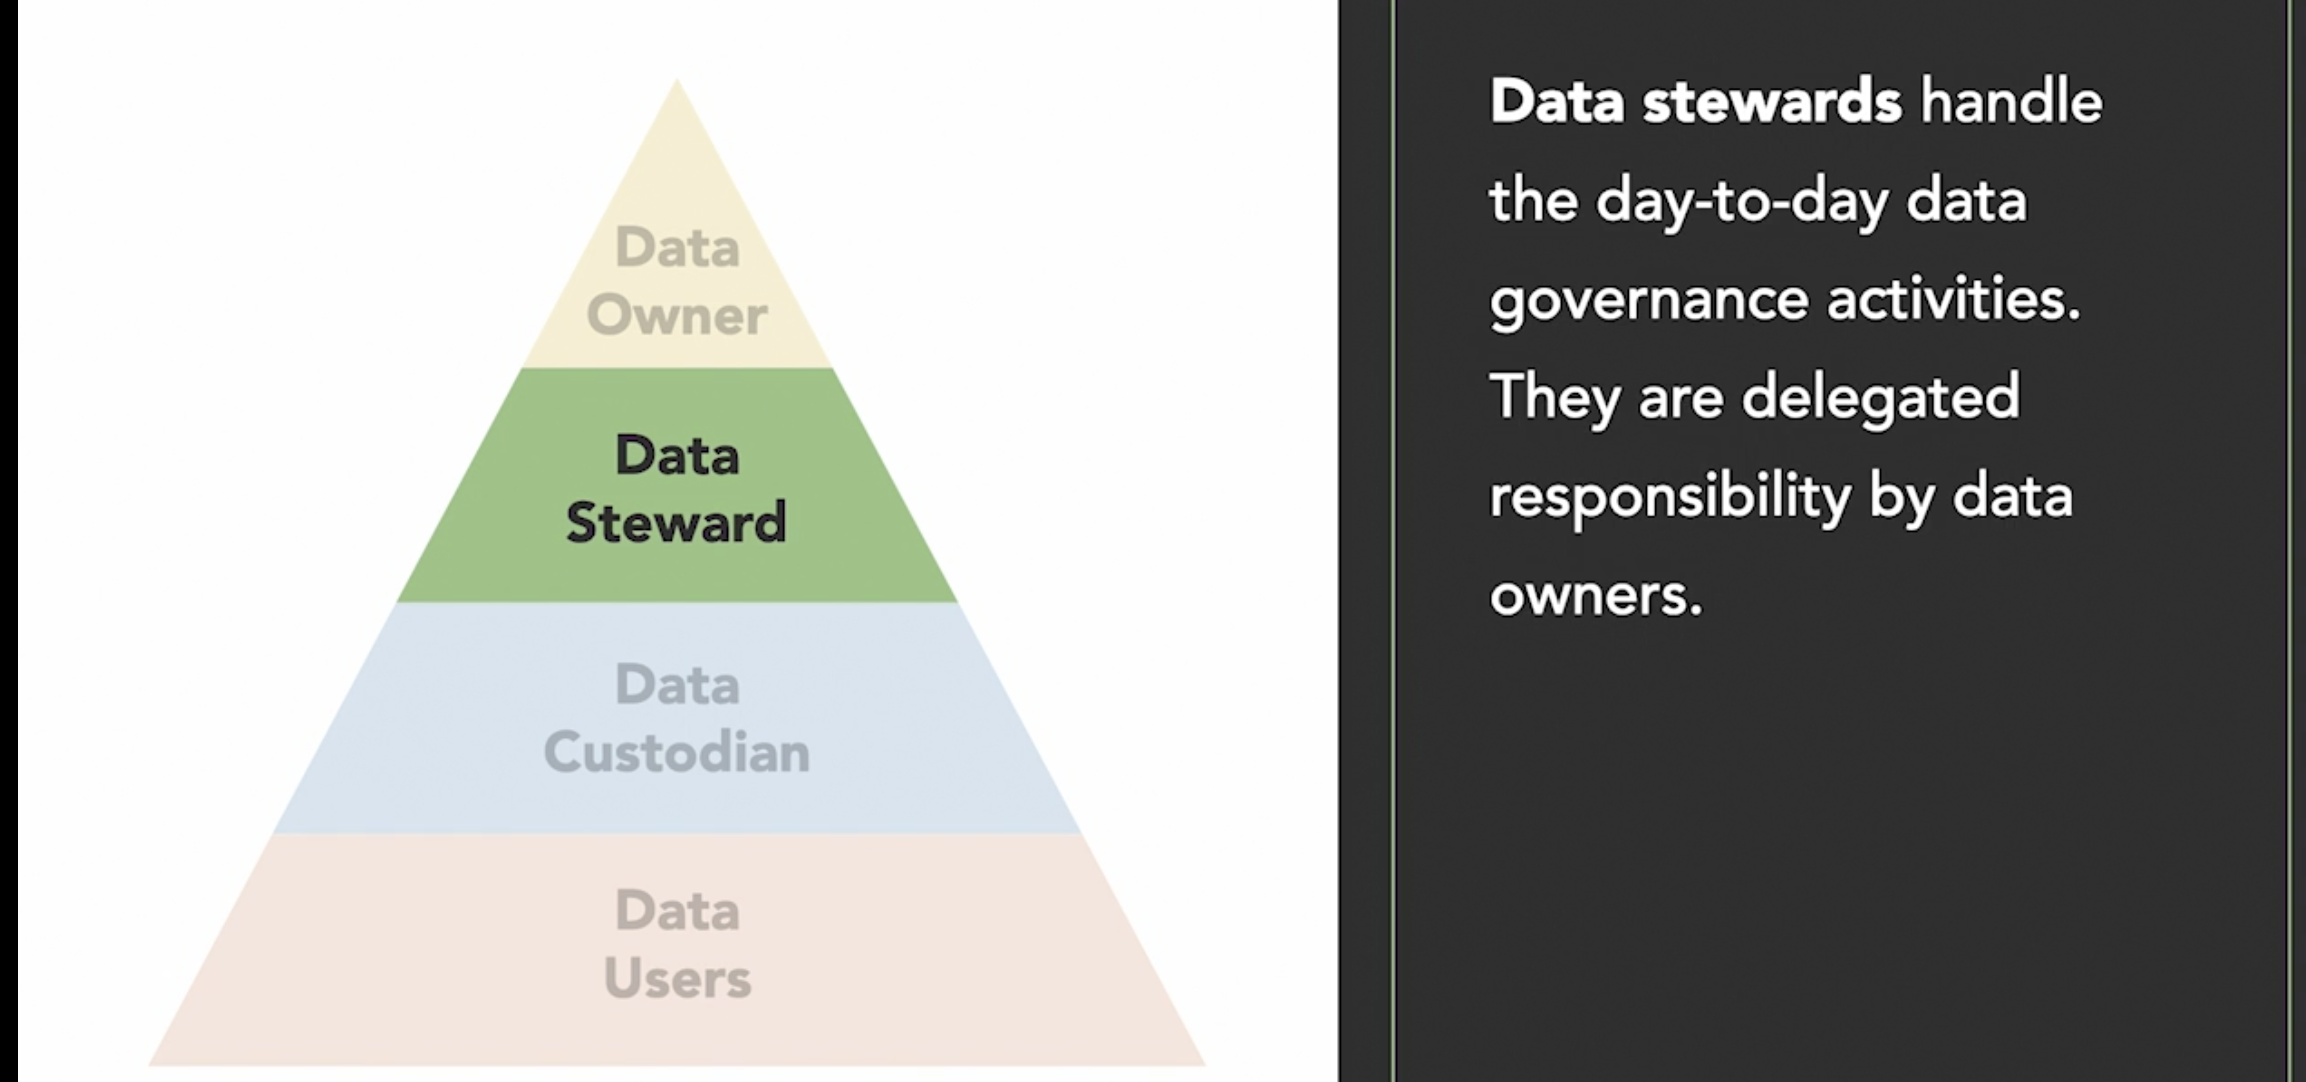 Data
Owner
Data
Steward
Data
Custodian
Data
Users
Data stewards handle
the day-to-day data
governance activities.
They are delegated
responsibility by data
owners.